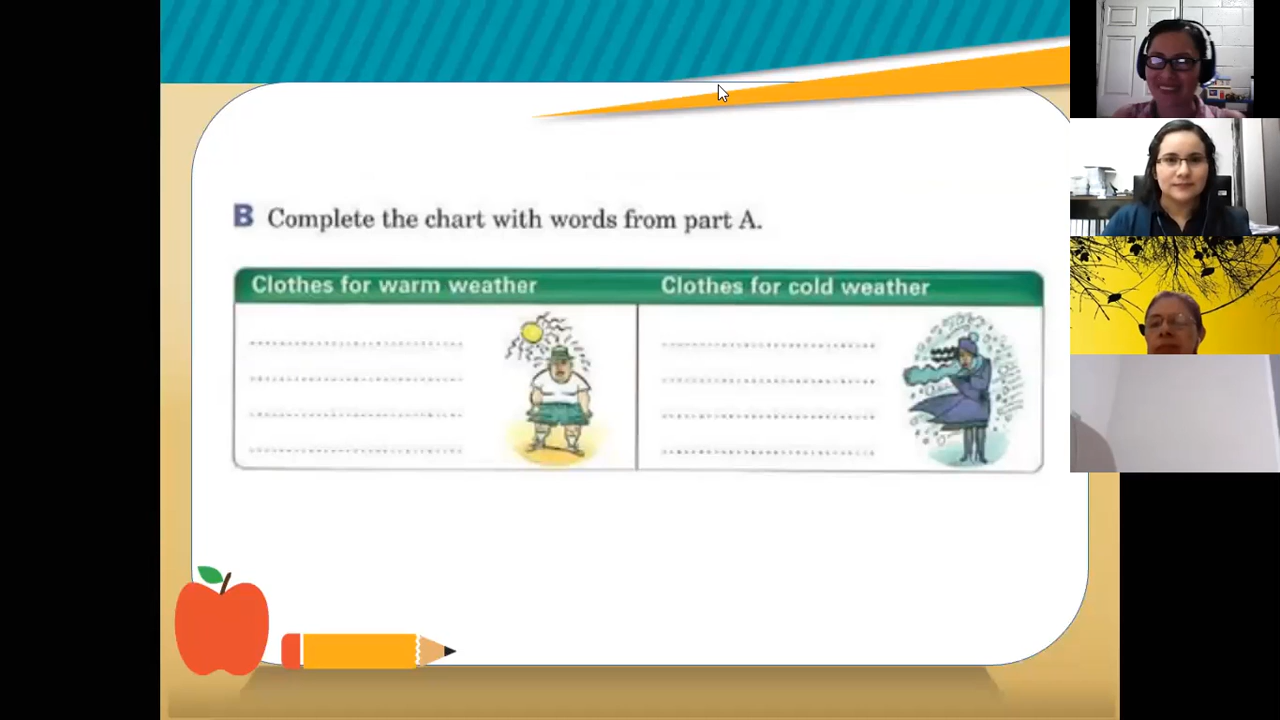 B Complete the chart with words from part A.
Clothes for warm weather
Clothes for cold weather